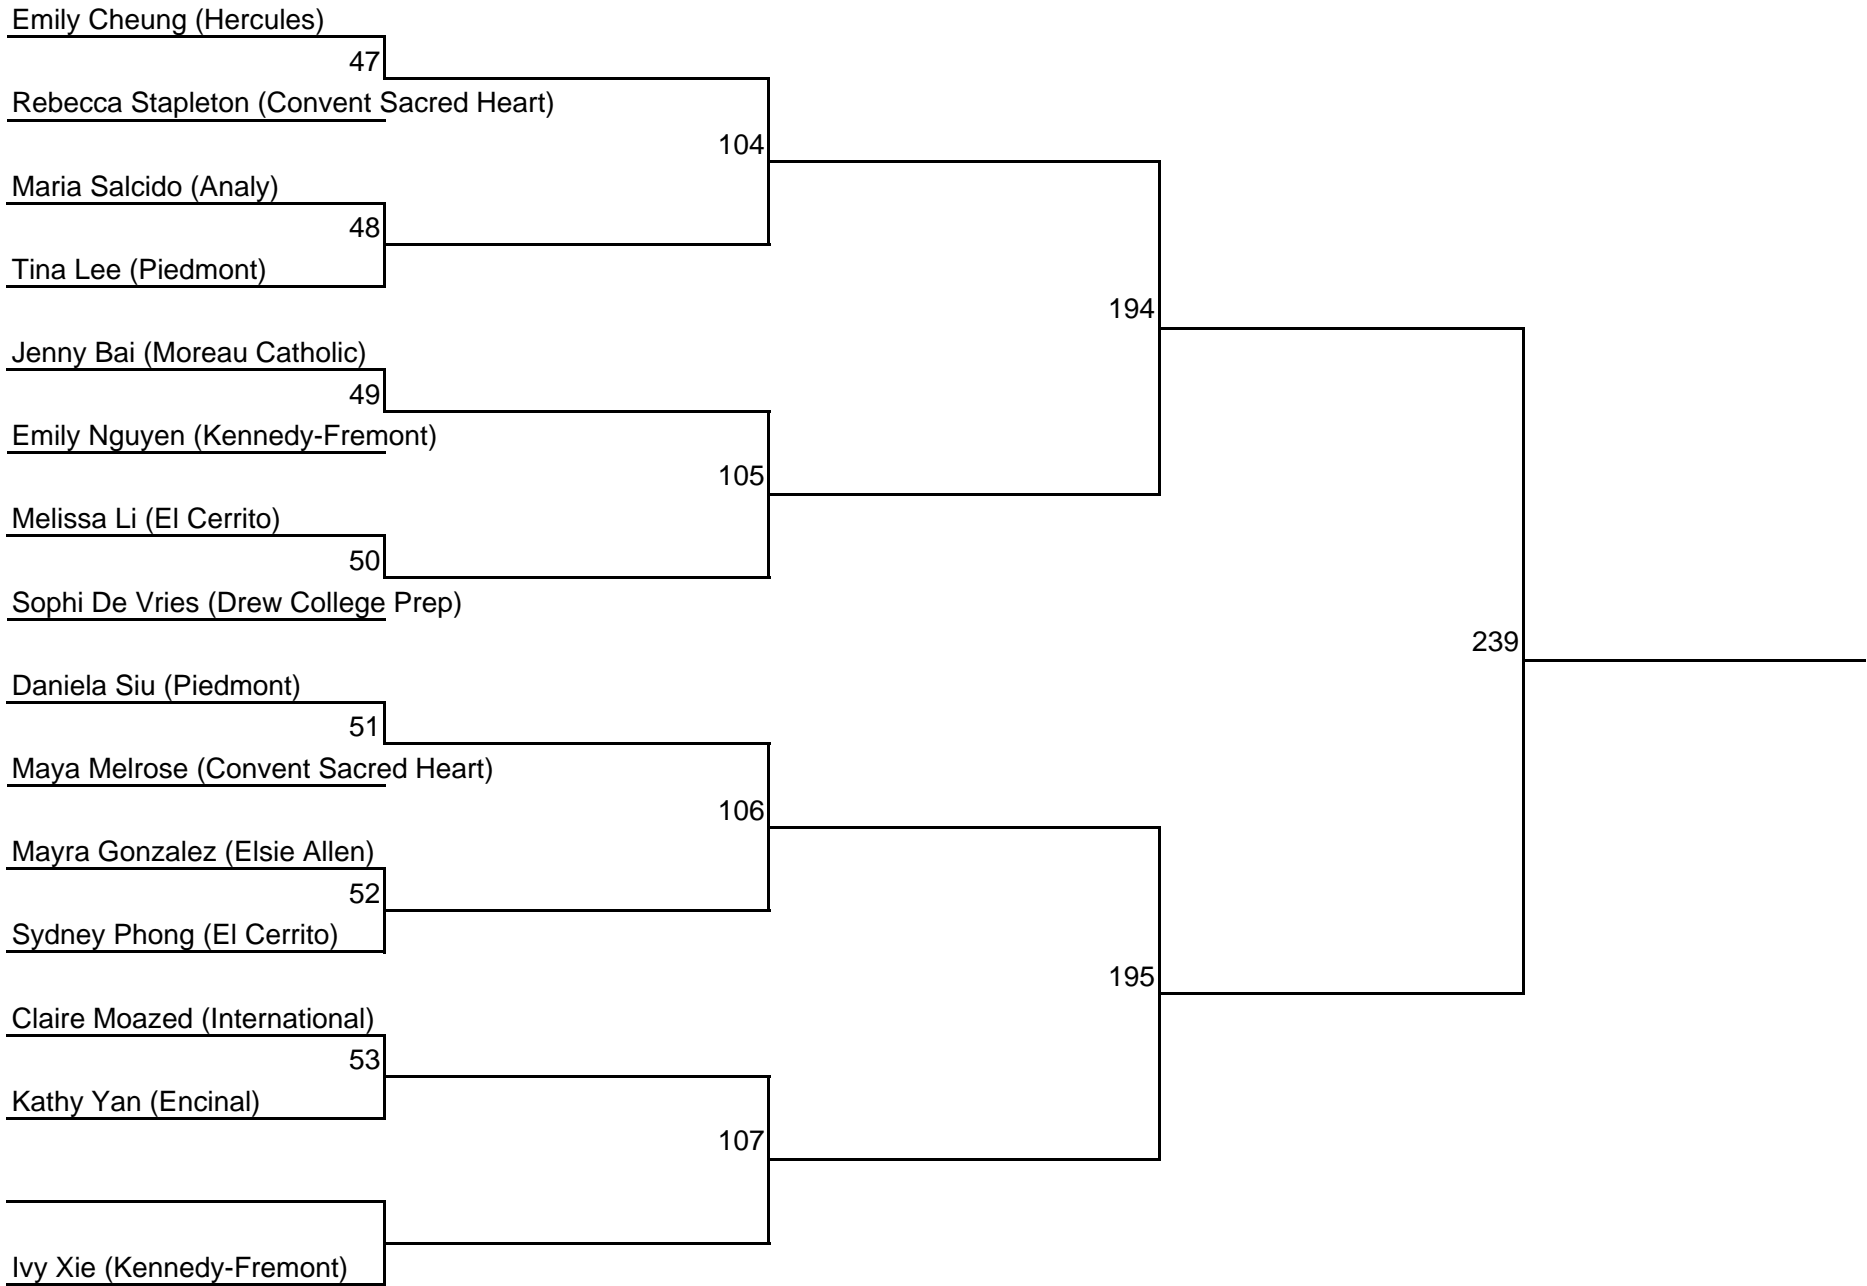 Emily Cheung (Hercules)
47
Rebecca Stapleton (Convent Sacred Heart)
104
Maria Salcido (Analy)
48
Tina Lee (Piedmont)
194
Jenny Bai (Moreau Catholic)
49
Emily Nguyen (Kennedy-Fremont)
105
Melissa Li (El Cerrito)
50
Sophi De Vries (Drew College Prep)
239
Daniela Siu (Piedmont)
51
Maya Melrose (Convent Sacred Heart)
106
Mayra Gonzalez (Elsie Allen)
52
Sydney Phong (El Cerrito)
195
Claire Moazed (International)
53
Kathy Yan (Encinal)
107
Ivy Xie (Kennedy-Fremont)